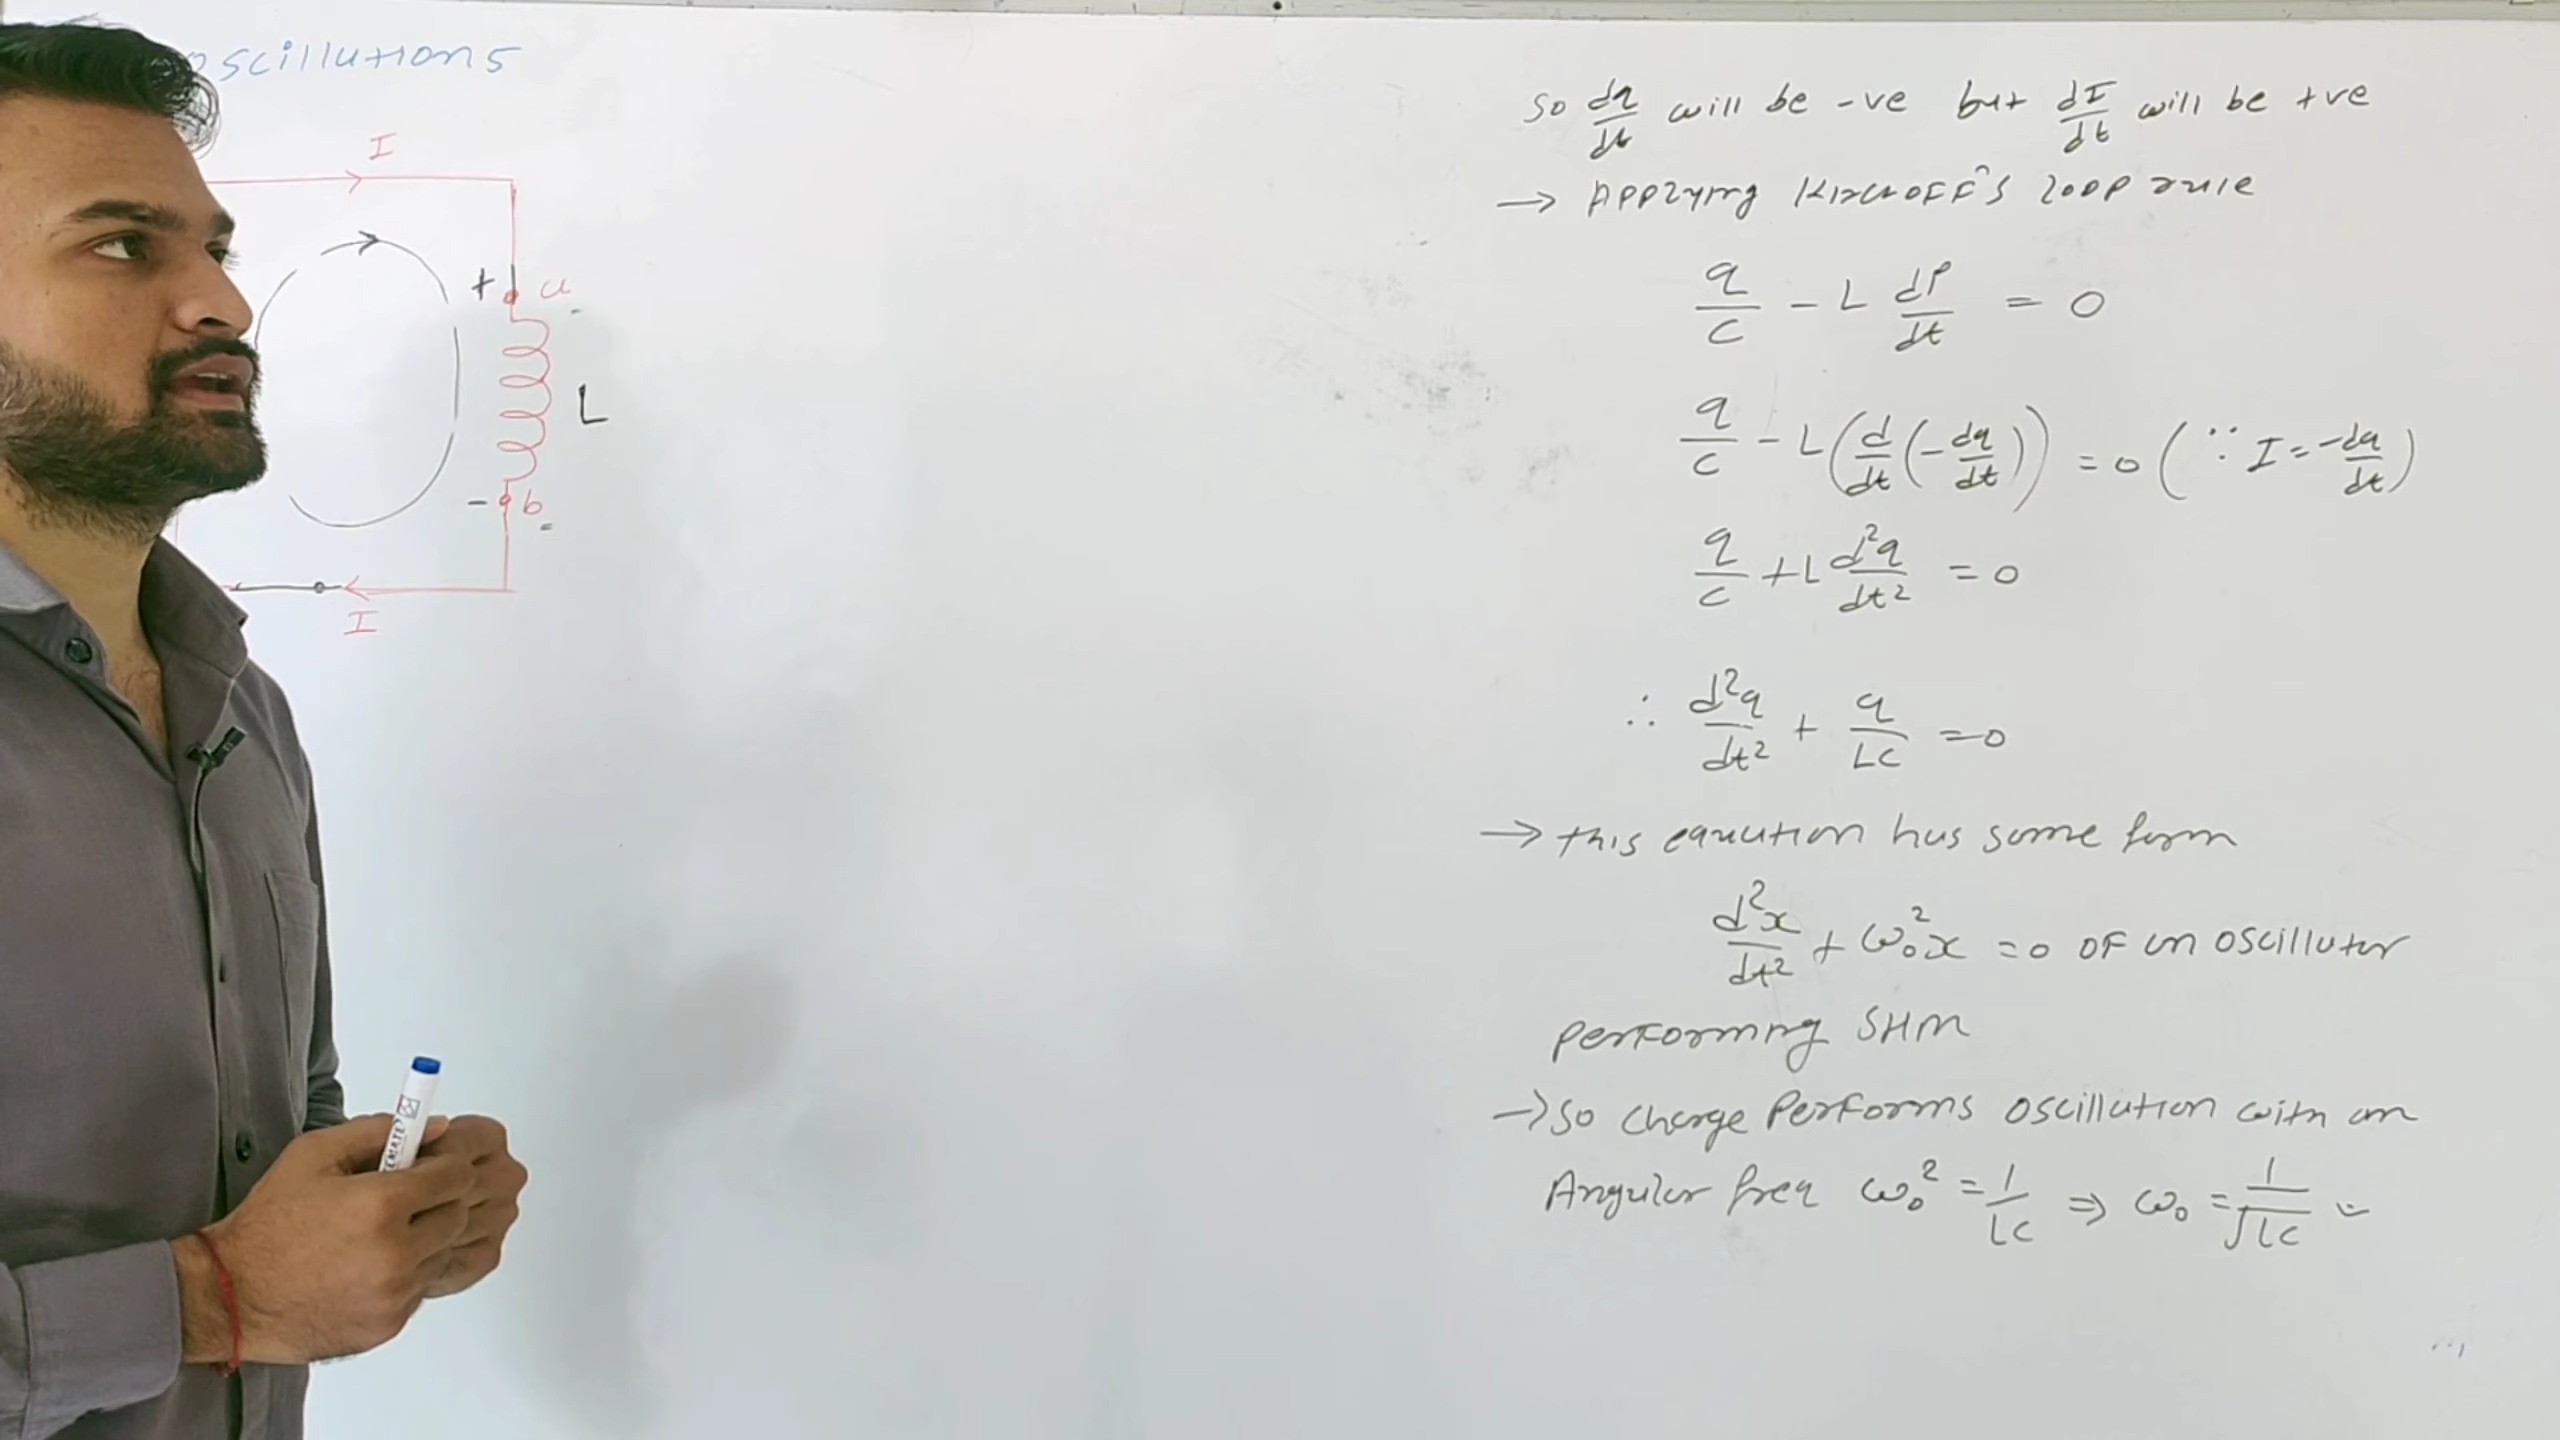 oscillations
I
+ a
L
- b
I
So dq/dt will be -ve but dI/dt will be +ve
→ Applying Kirchoff's loop rule
q/C - L dI/dt = 0
q/C - L(d/dt(-dq/dt)) = 0 (∵ I = -dq/dt)
q/C + L d²q/dt² = 0
∴ d²q/dt² + q/LC = 0
→ this equation has same form
d²x/dt² + ω₀²x = 0 of an oscillator
performing SHM
→ so charge performs oscillation with an
Angular freq ω₀² = 1/LC ⇒ ω₀ = 1/√LC